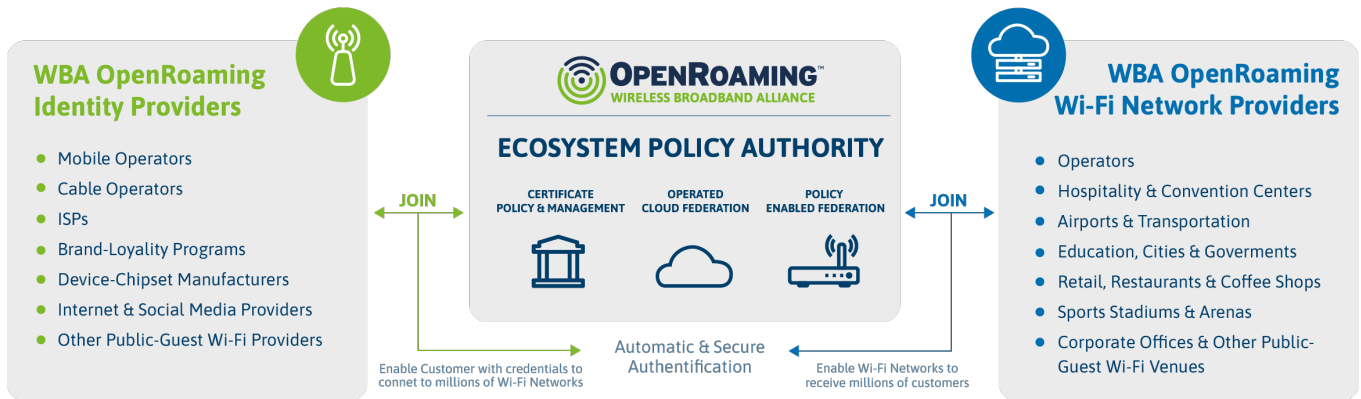 WBA OpenRoaming
Identity Providers
Mobile Operators
Cable Operators
ISPs
Brand-Loyality Programs
Device-Chipset Manufacturers
Internet & Social Media Providers
Other Public-Guest Wi-Fi Providers
JOIN
Enable Customer with credentials to
connet to millions of Wi-Fi Networks
OPENROAMING™
WIRELESS BROADBAND ALLIANCE
ECOSYSTEM POLICY AUTHORITY
CERTIFICATE
POLICY & MANAGEMENT
OPERATED
CLOUD FEDERATION
POLICY
ENABLED FEDERATION
Automatic & Secure
Authentification
JOIN
Enable Wi-Fi Networks to
receive millions of customers
WBA OpenRoaming
Wi-Fi Network Providers
Operators
Hospitality & Convention Centers
Airports & Transportation
Education, Cities & Goverments
Retail, Restaurants & Coffee Shops
Sports Stadiums & Arenas
Corporate Offices & Other Public-
Guest Wi-Fi Venues